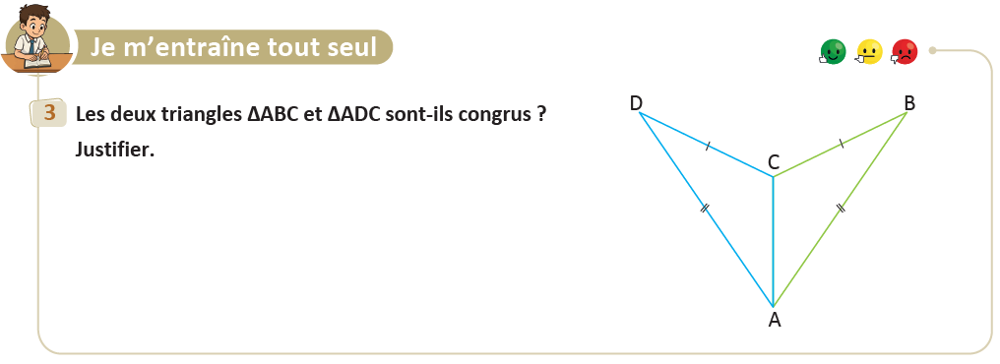 Je m’entraîne tout seul
3 Les deux triangles ΔABC et ΔADC sont-ils congrus ?
Justifier.
D
B
C
A